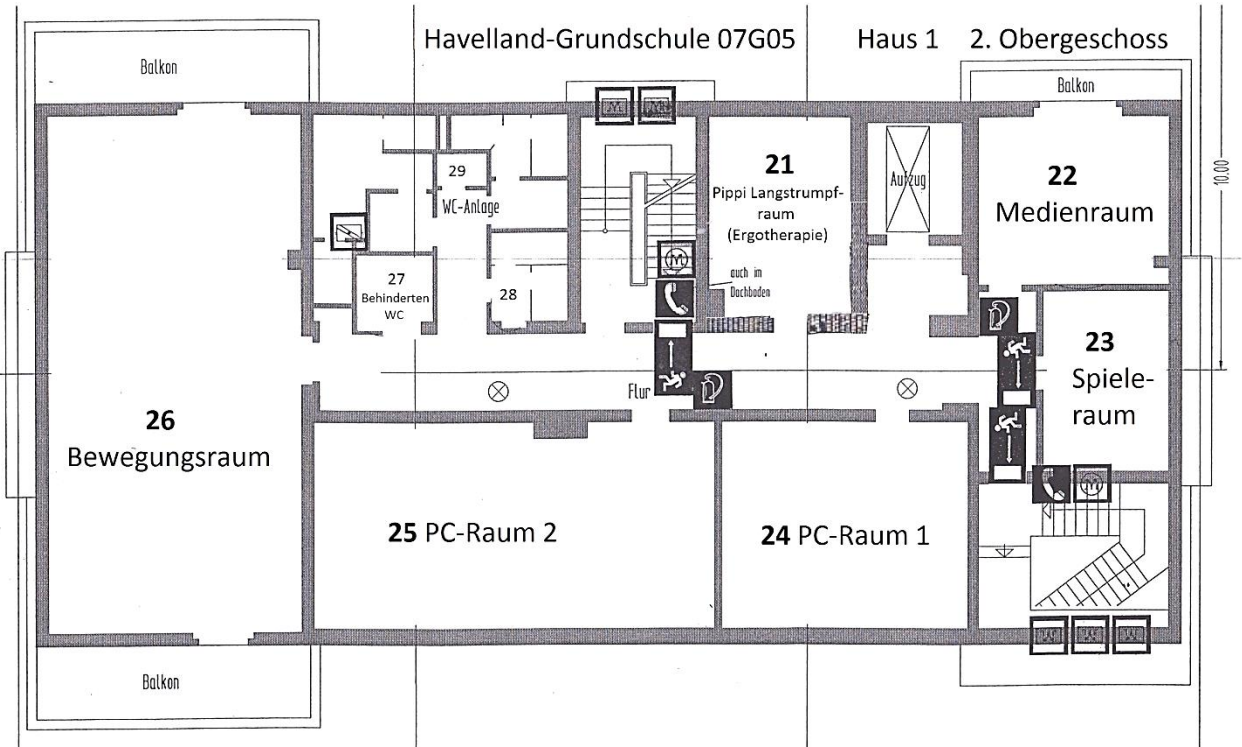 Havelland-Grundschule 07G05 Haus 1 2. Obergeschoss
Balkon
Balkon
10.00
29
WC-Anlage
21
Pippi Langstrumpf-
raum
(Ergotherapie)
auch im
Dachboden
Aufzug
22
Medienraum
27
Behinderten
WC
28
M
23
Spiele-
raum
Flur
26
Bewegungsraum
25 PC-Raum 2
24 PC-Raum 1
M
Balkon